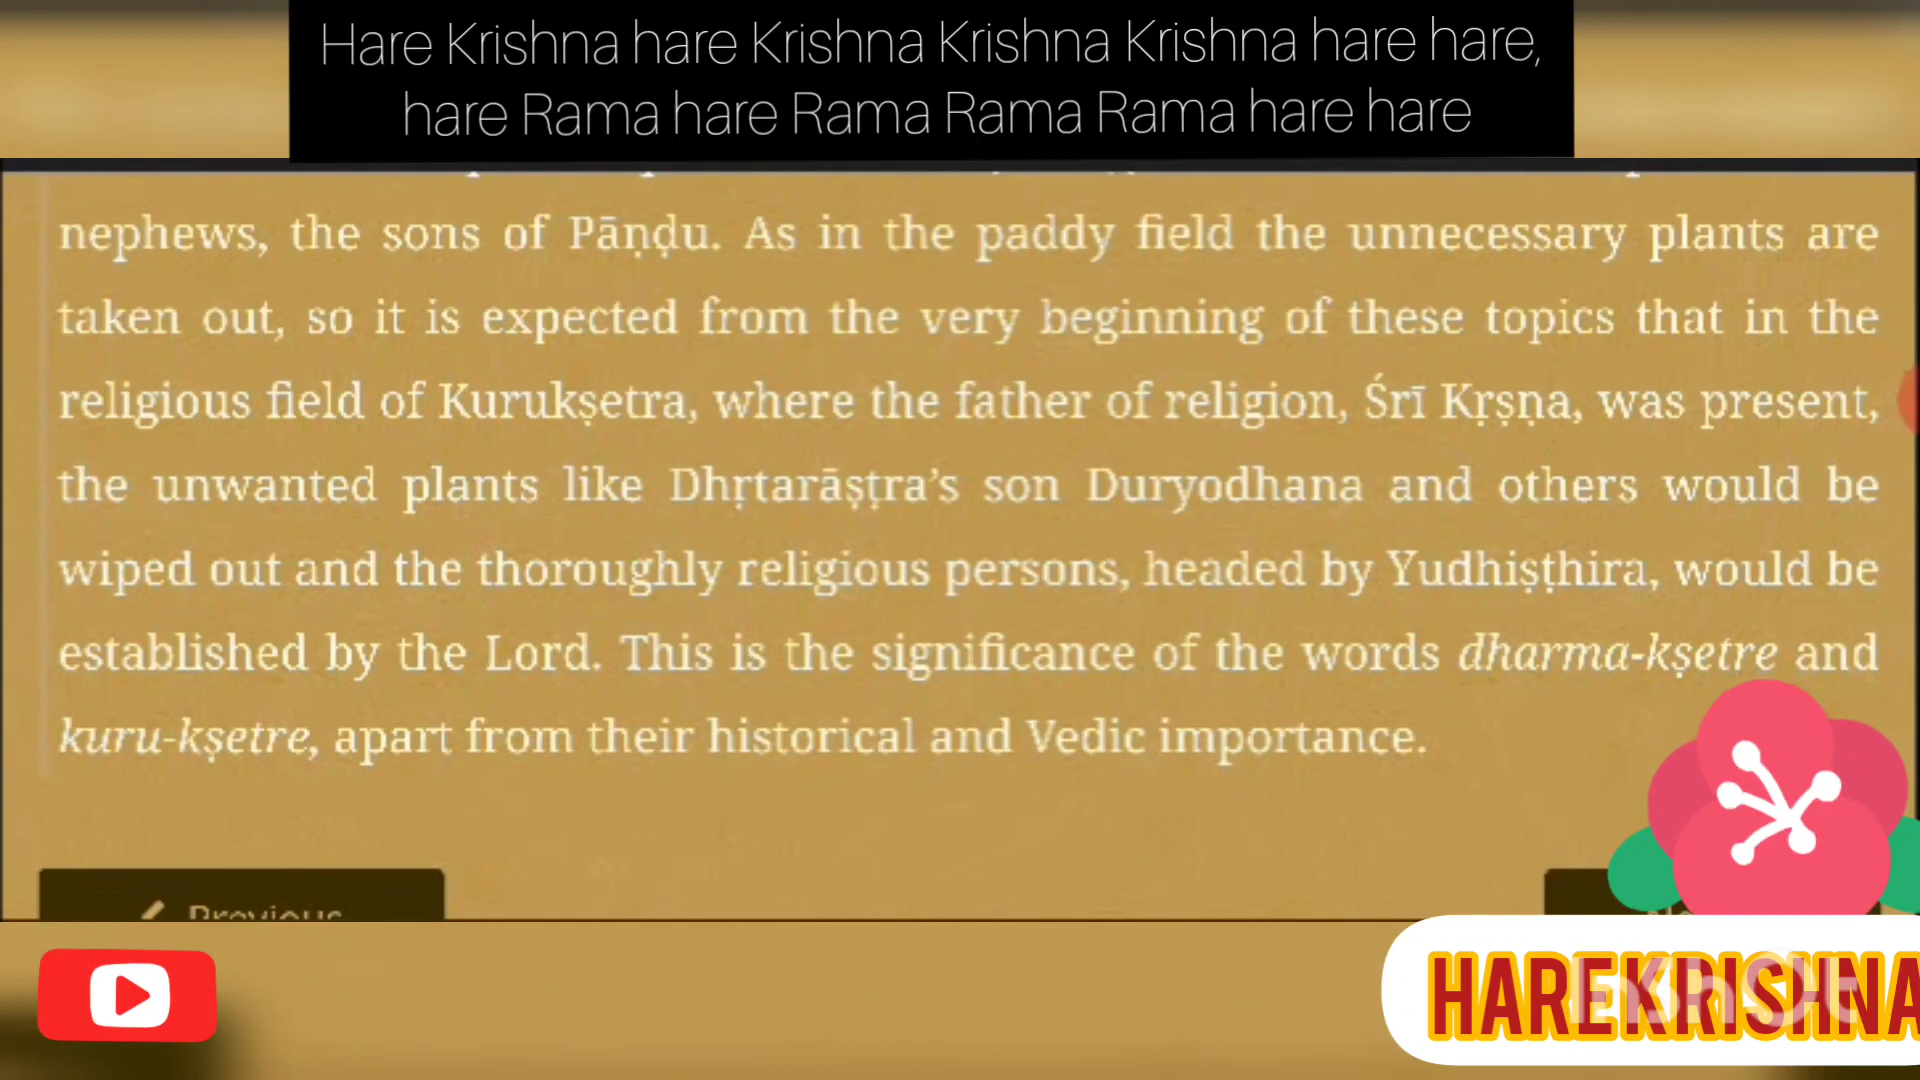 Hare Krishna hare Krishna Krishna Krishna hare hare,
hare Rama hare Rama Rama Rama hare hare
nephews, the sons of Pāṇḍu. As in the paddy field the unnecessary plants are
taken out, so it is expected from the very beginning of these topics that in the
religious field of Kurukṣetra, where the father of religion, Śrī Kṛṣṇa, was present,
the unwanted plants like Dhṛtarāṣṭra’s son Duryodhana and others would be
wiped out and the thoroughly religious persons, headed by Yudhiṣṭhira, would be
established by the Lord. This is the significance of the words dharma-kṣetre and
kuru-kṣetre, apart from their historical and Vedic importance.
Previous
HAREKRISHNA